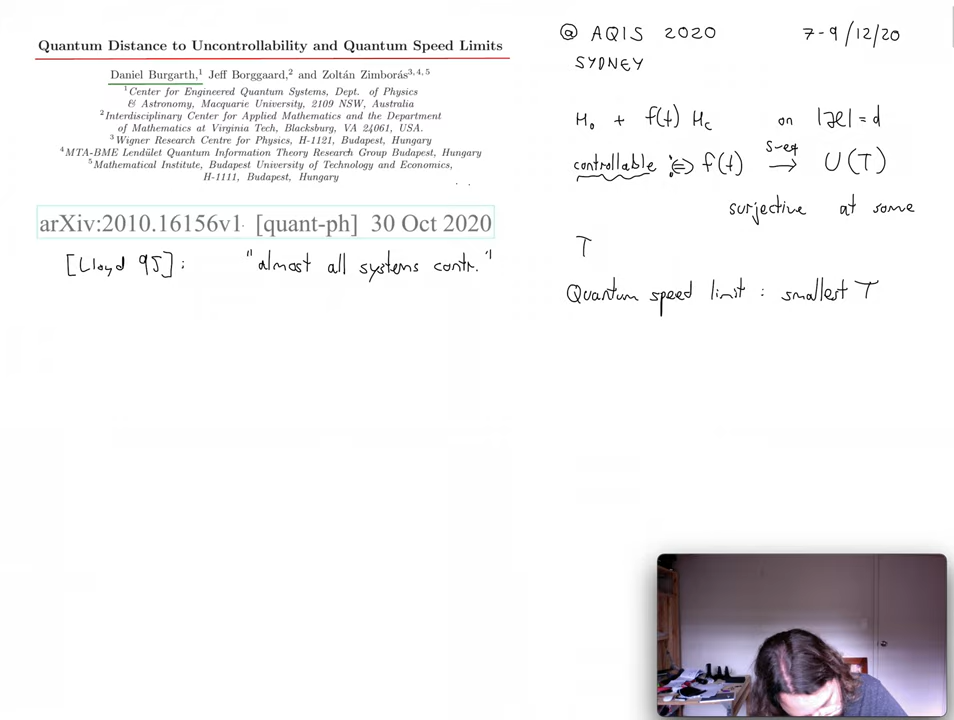 Quantum Distance to Uncontrollability and Quantum Speed Limits
Daniel Burgarth,1 Jeff Borggaard,2 and Zoltán Zimborás3, 4, 5
1Center for Engineered Quantum Systems, Dept. of Physics
& Astronomy, Macquarie University, 2109 NSW, Australia
2Interdisciplinary Center for Applied Mathematics and the Department
of Mathematics at Virginia Tech, Blacksburg, VA 24061, USA.
3Wigner Research Centre for Physics, H-1121, Budapest, Hungary
4MTA-BME Lendület Quantum Information Theory Research Group Budapest, Hungary
5Mathematical Institute, Budapest University of Technology and Economics,
H-1111, Budapest, Hungary
arXiv:2010.16156v1 [quant-ph] 30 Oct 2020
[Lloyd 95]: "almost all systems contr."
@ AQIS 2020 7-9/12/20
SYDNEY
H₀ + f(t) Hc on |ℋ| = d
controllable :⇔ f(t) S-eq → U(T)
surjective at some
T
Quantum speed limit : smallest T